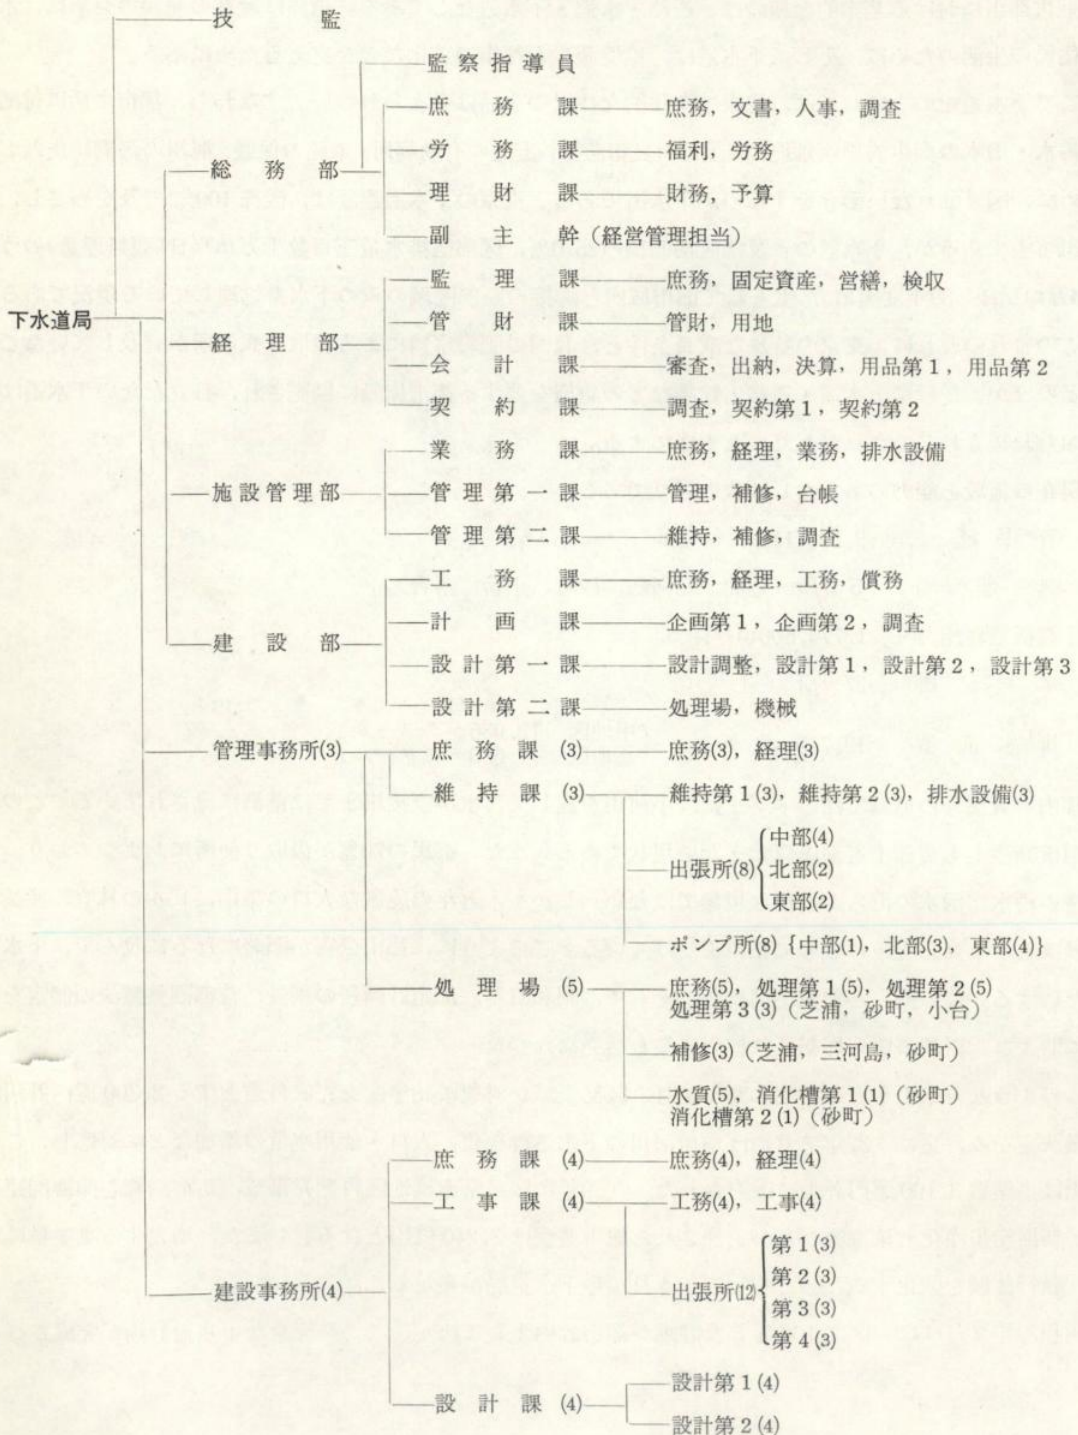 技監
監察指導員
庶務課 庶務，文書，人事，調査
労務課 福利，労務
総務部
理財課 財務，予算
副主幹（経営管理担当）
監理課 庶務，固定資産，営繕，検収
下水道局
管財課 管財，用地
経理部
会計課 審査，出納，決算，用品第1，用品第2
契約課 調査，契約第1，契約第2
業務課 庶務，経理，業務，排水設備
施設管理部 管理第一課 管理，補修，台帳
管理第二課 維持，補修，調査
工務課 庶務，経理，工務，償務
計画課 企画第1，企画第2，調査
建設部
設計第一課 設計調整，設計第1，設計第2，設計第3
設計第二課 処理場，機械
管理事務所(3) 庶務課(3) 庶務(3)，経理(3)
維持課(3) 維持第1(3)，維持第2(3)，排水設備(3)
中部(4)
出張所(8) 北部(2)
東部(2)
ポンプ所(8) {中部(1)，北部(3)，東部(4)}
処理場(5) 庶務(5)，処理第1(5)，処理第2(5)
処理第3(3)（芝浦，砂町，小台）
補修(3)（芝浦，三河島，砂町）
水質(5)，消化槽第1(1)（砂町）
消化槽第2(1)（砂町）
庶務課(4) 庶務(4)，経理(4)
工事課(4) 工務(4)，工事(4)
第1(3)
第2(3)
建設事務所(4) 出張所(12)
第3(3)
第4(3)
設計第1(4)
設計課(4)
設計第2(4)